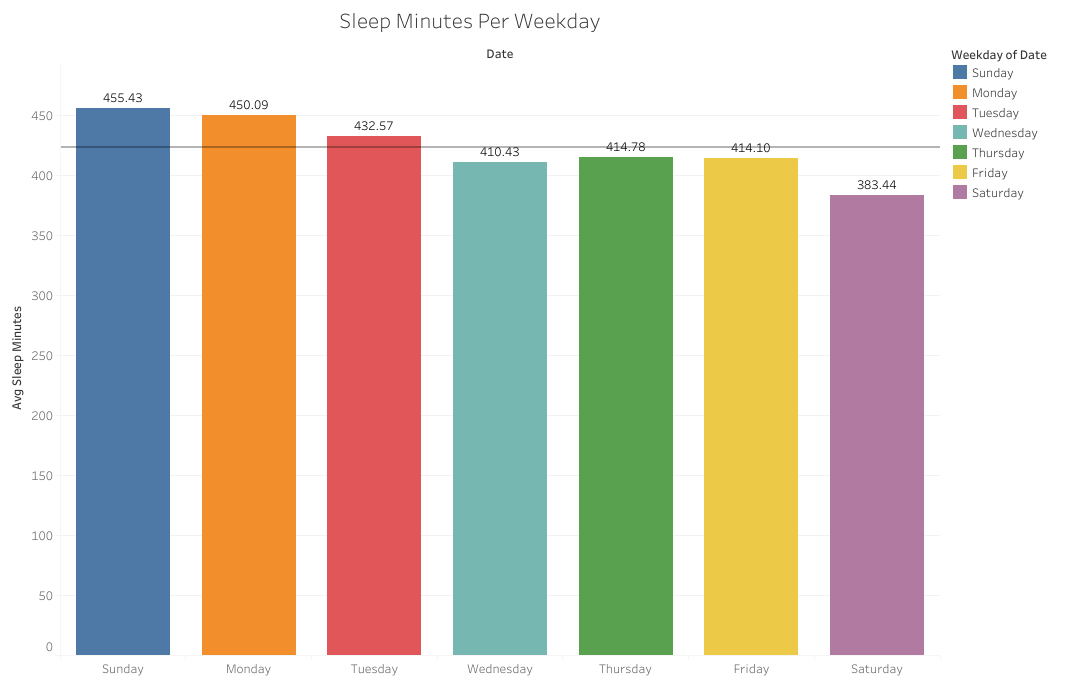 Sleep Minutes Per Weekday
Date
Weekday of Date
Sunday
Monday
Tuesday
Wednesday
Thursday
Friday
Saturday
Avg Sleep Minutes
450
400
350
300
250
200
150
100
50
0
455.43
450.09
432.57
410.43
414.78
414.10
383.44
Sunday
Monday
Tuesday
Wednesday
Thursday
Friday
Saturday